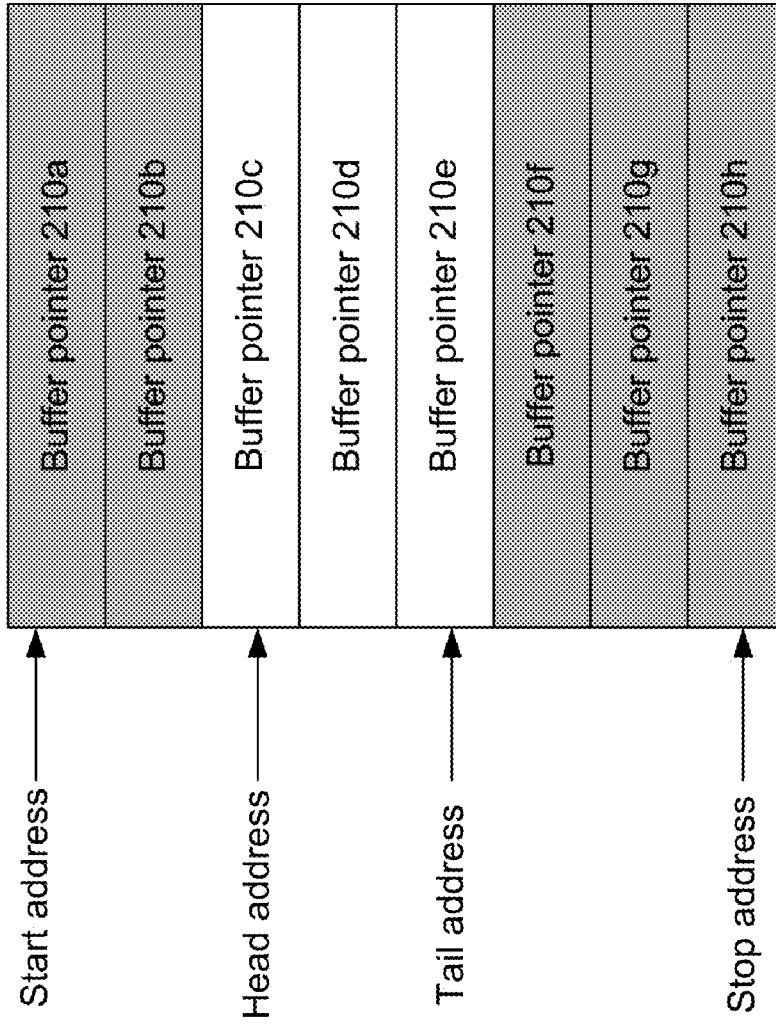 Start address
Head address
Tail address
Stop address
Buffer pointer 210a
Buffer pointer 210b
Buffer pointer 210c
Buffer pointer 210d
Buffer pointer 210e
Buffer pointer 210f
Buffer pointer 210g
Buffer pointer 210h